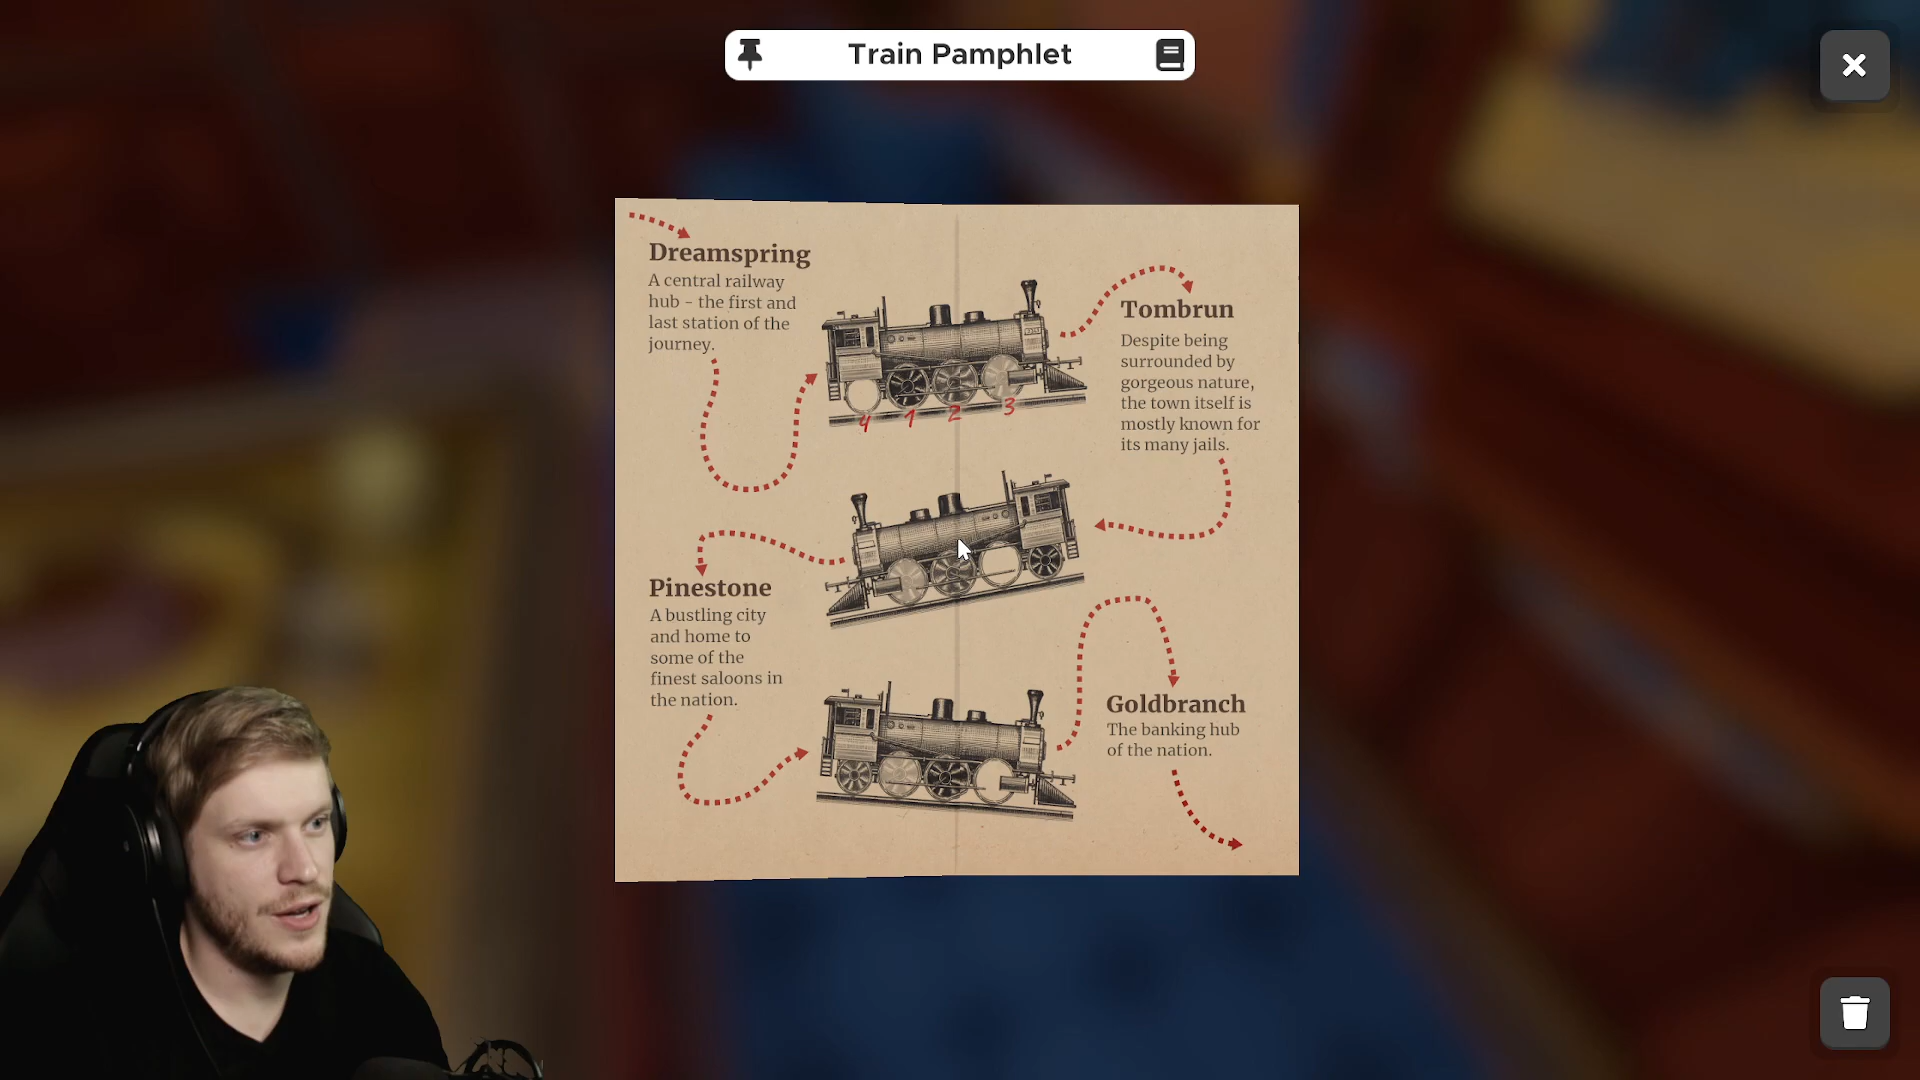 Train Pamphlet
Dreamspring
A central railway
hub - the first and
last station of the
journey.
4 1 2 3
Tombrun
Despite being
surrounded by
gorgeous nature,
the town itself is
mostly known for
its many jails.
Pinestone
A bustling city
and home to
some of the
finest saloons in
the nation.
Goldbranch
The banking hub
of the nation.